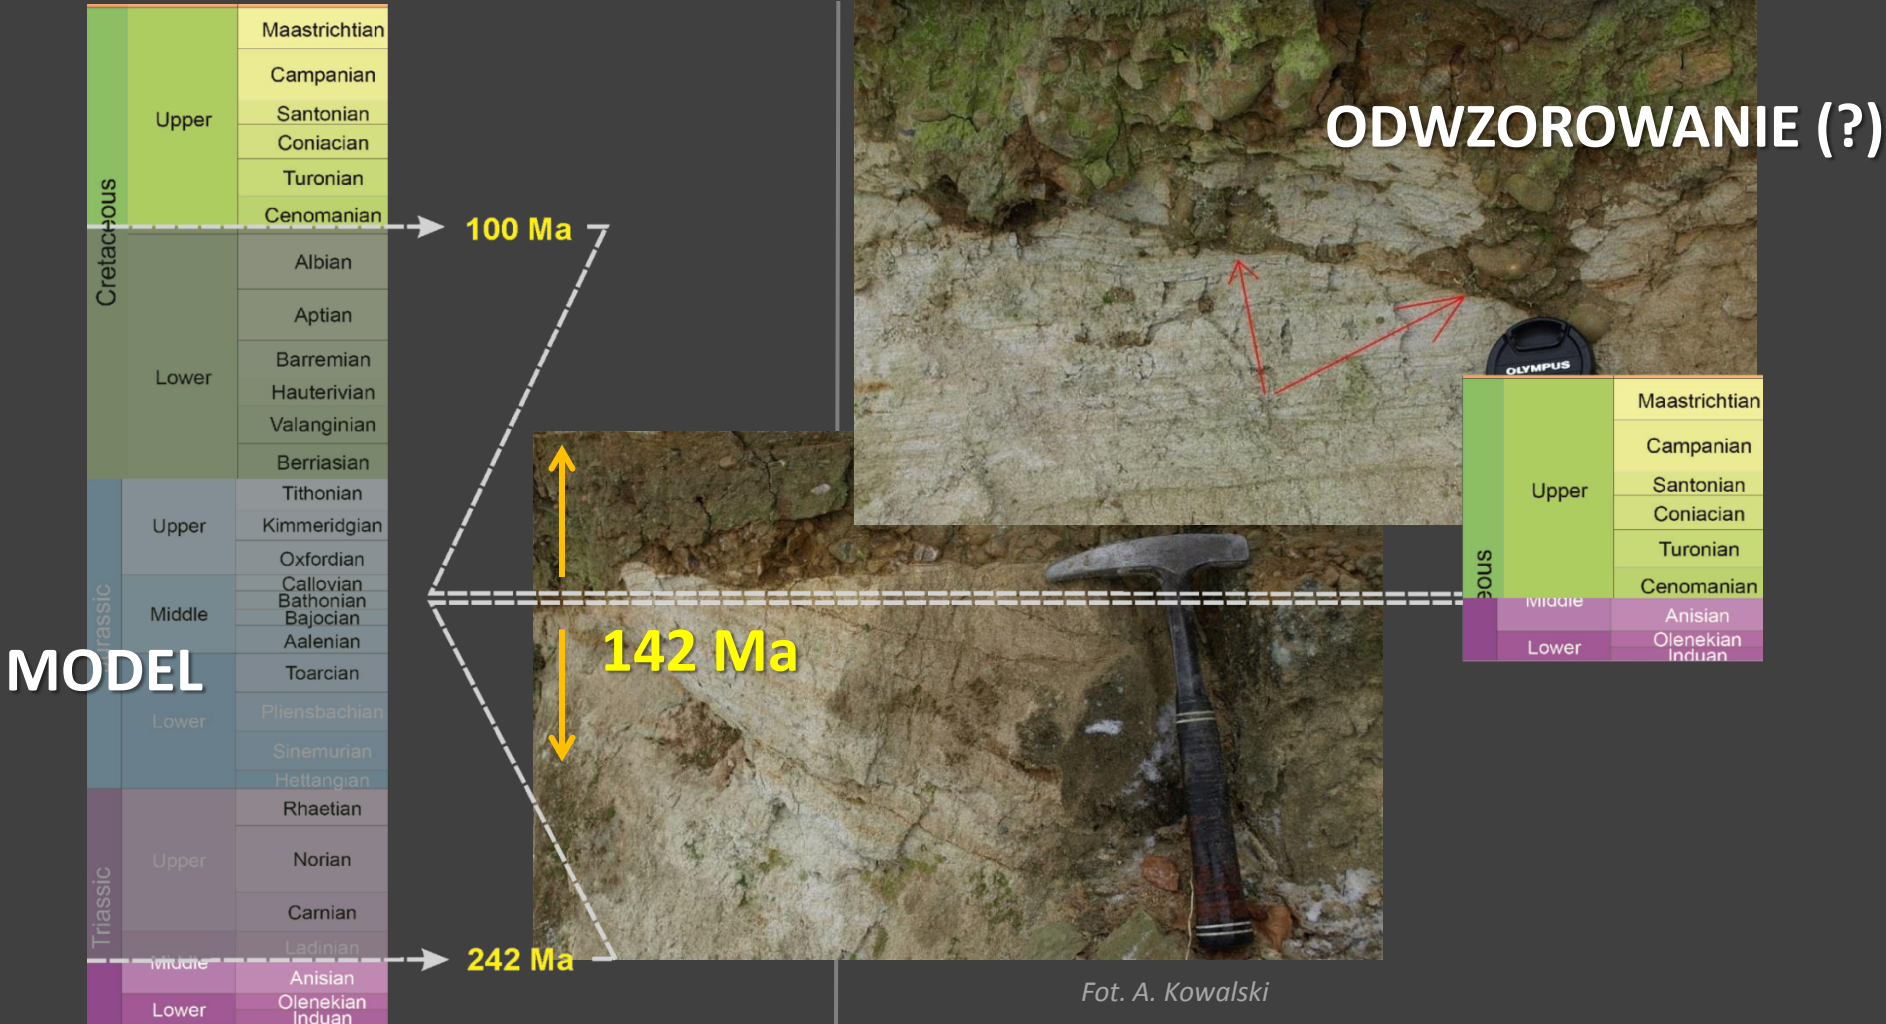 Cretaceous
Upper
Maastrichtian
Campanian
Santonian
Coniacian
Turonian
Cenomanian
100 Ma
Lower
Albian
Aptian
Barremian
Hauterivian
Valanginian
Berriasian
Jurassic
Upper
Tithonian
Kimmeridgian
Oxfordian
Middle
Callovian
Bathonian
Bajocian
Aalenian
MODEL
Lower
Toarcian
Pliensbachian
Sinemurian
Hettangian
Triassic
Upper
Rhaetian
Norian
Carnian
Middle
Ladinian
242 Ma
Anisian
Lower
Olenekian
Induan
142 Ma
ODWZOROWANIE (?)
OLYMPUS
eous
Upper
Maastrichtian
Campanian
Santonian
Coniacian
Turonian
Cenomanian
Middle
Anisian
Lower
Olenekian
Induan
Fot. A. Kowalski